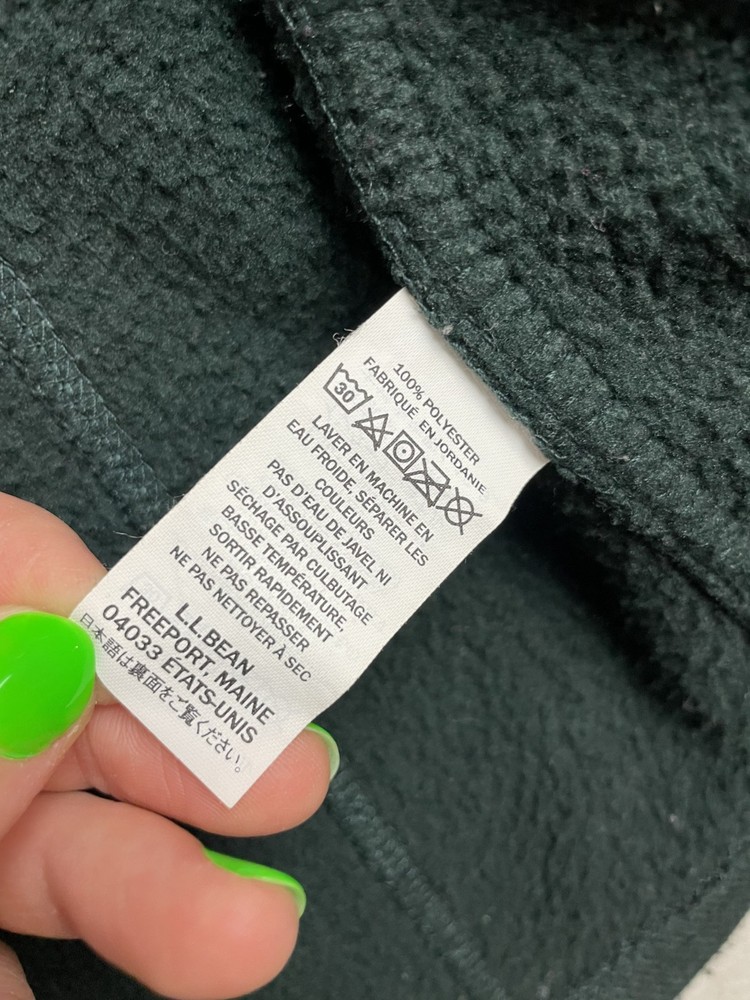 100% POLYESTER
FABRIQUÉ EN JORDANIE
30
LAVER EN MACHINE EN
EAU FROIDE, SÉPARER LES
COULEURS
PAS D'EAU DE JAVEL NI
D'ASSOUPLISSANT
SÉCHAGE PAR CULBUTAGE
BASSE TEMPÉRATURE,
SORTIR RAPIDEMENT
NE PAS REPASSER
NE PAS NETTOYER À SEC
L.L.BEAN
FREEPORT, MAINE
04033 ETATS-UNIS
日本語は裏面をご覧ください。